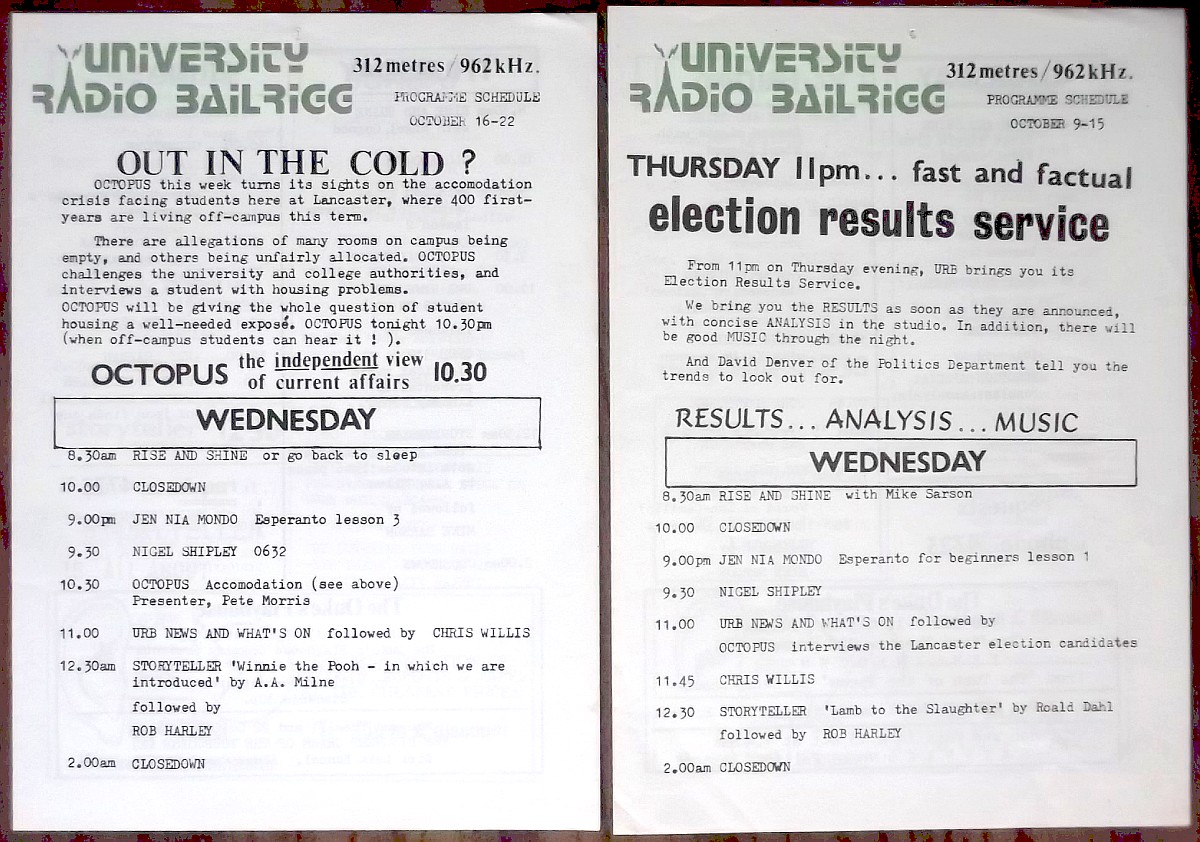 UNIVERSITY
RADIO BAILRIGG
312 metres / 962 kHz.
PROGRAMME SCHEDULE
OCTOBER 16-22
OUT IN THE COLD ?
OCTOPUS this week turns its sights on the accomodation
crisis facing students here at Lancaster, where 400 first-
years are living off-campus this term.
There are allegations of many rooms on campus being
empty, and others being unfairly allocated. OCTOPUS
challenges the university and college authorities, and
interviews a student with housing problems.
OCTOPUS will be giving the whole question of student
housing a well-needed exposé. OCTOPUS tonight 10.30pm
(when off-campus students can hear it ! ).
OCTOPUS the independent view
of current affairs 10.30
WEDNESDAY
8.30am RISE AND SHINE or go back to sleep
10.00 CLOSEDOWN
9.00pm JEN NIA MONDO Esperanto lesson 3
9.30 NIGEL SHIPLEY 0632
10.30 OCTOPUS Accomodation (see above)
Presenter, Pete Morris
11.00 URB NEWS AND WHAT'S ON followed by CHRIS WILLIS
12.30am STORYTELLER 'Winnie the Pooh - in which we are
introduced' by A.A. Milne
followed by
ROB HARLEY
2.00am CLOSEDOWN
UNIVERSITY
RADIO BAILRIGG
312 metres / 962 kHz.
PROGRAMME SCHEDULE
OCTOBER 9-15
THURSDAY 11pm... fast and factual
election results service
From 11pm on Thursday evening, URB brings you its
Election Results Service.
We bring you the RESULTS as soon as they are announced,
with concise ANALYSIS in the studio. In addition, there will
be good MUSIC through the night.
And David Denver of the Politics Department tell you the
trends to look out for.
RESULTS... ANALYSIS... MUSIC
WEDNESDAY
8.30am RISE AND SHINE with Mike Sarson
10.00 CLOSEDOWN
9.00pm JEN NIA MONDO Esperanto for beginners lesson 1
9.30 NIGEL SHIPLEY
11.00 URB NEWS AND WHAT'S ON followed by
OCTOPUS interviews the Lancaster election candidates
11.45 CHRIS WILLIS
12.30 STORYTELLER 'Lamb to the Slaughter' by Roald Dahl
followed by ROB HARLEY
2.00am CLOSEDOWN